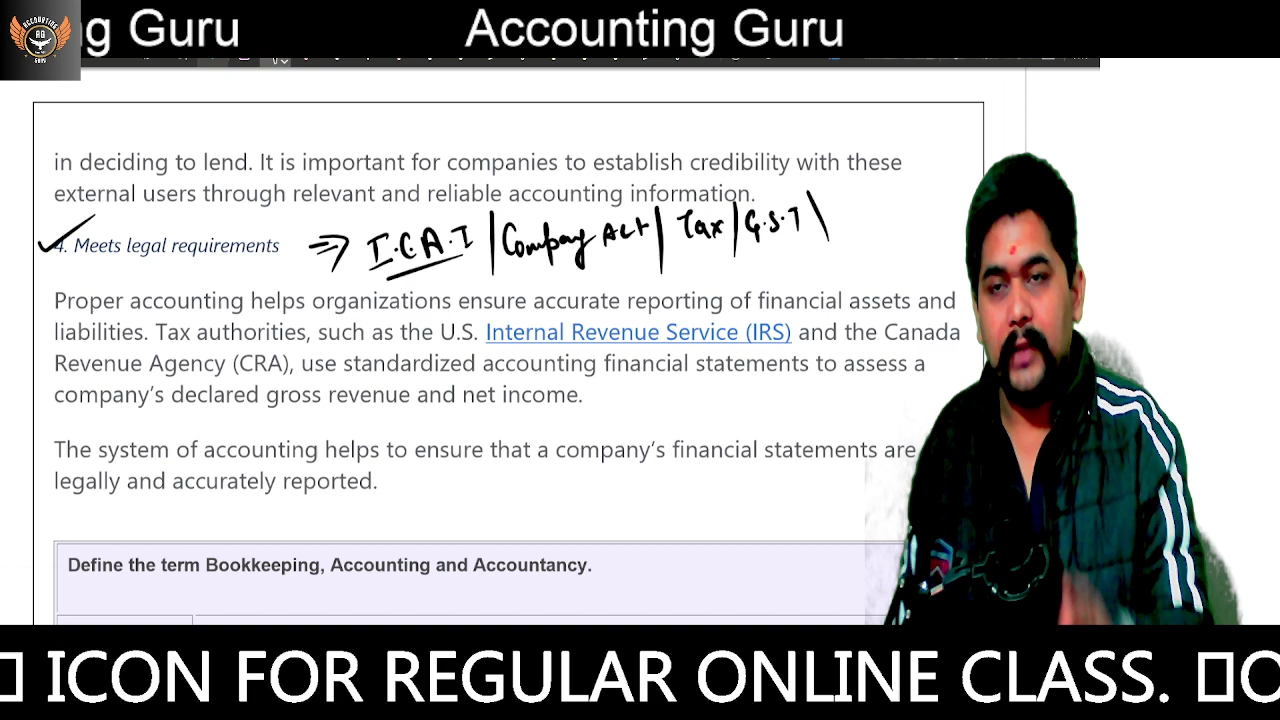 ng Guru Accounting Guru
ACCOUNTING
AG
GURU
in deciding to lend. It is important for companies to establish credibility with these
external users through relevant and reliable accounting information.
4. Meets legal requirements ⇒ I.C.A.I | Company Act | Tax | G.S.T \
Proper accounting helps organizations ensure accurate reporting of financial assets and
liabilities. Tax authorities, such as the U.S. Internal Revenue Service (IRS) and the Canada
Revenue Agency (CRA), use standardized accounting financial statements to assess a
company’s declared gross revenue and net income.
The system of accounting helps to ensure that a company’s financial statements are
legally and accurately reported.
Define the term Bookkeeping, Accounting and Accountancy.
ICON FOR REGULAR ONLINE CLASS. O